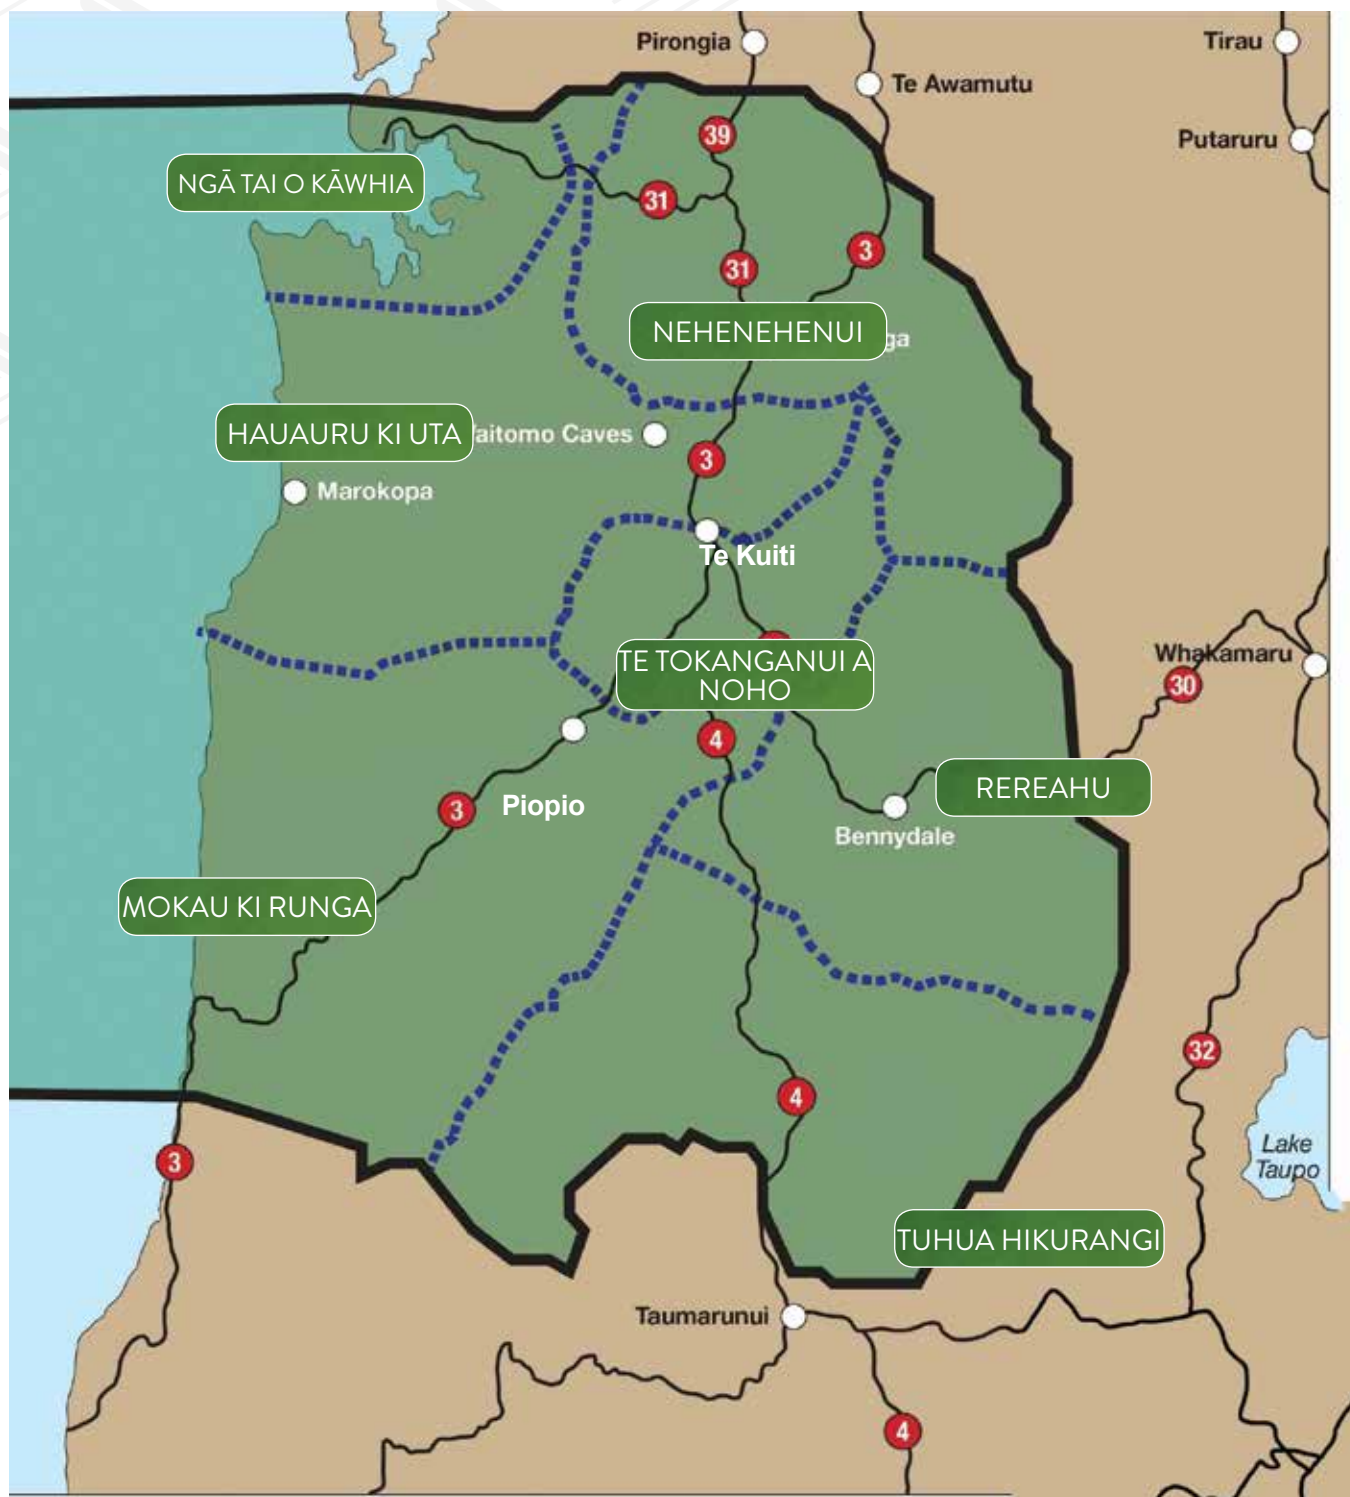 Pirongia
Tirau
Te Awamutu
39
Putaruru
NGĀ TAI O KĀWHIA
31
3
31
NEHENEHENUI
HAUAURU KI UTA
Caves
3
Marokopa
Te Kuiti
Whakamaru
TE TOKANGANUI A
NOHO
30
4
REREAHU
3
Piopio
Bennydale
MOKAU KI RUNGA
32
4
3
Lake
Taupo
TUHUA HIKURANGI
Taumarunui
4